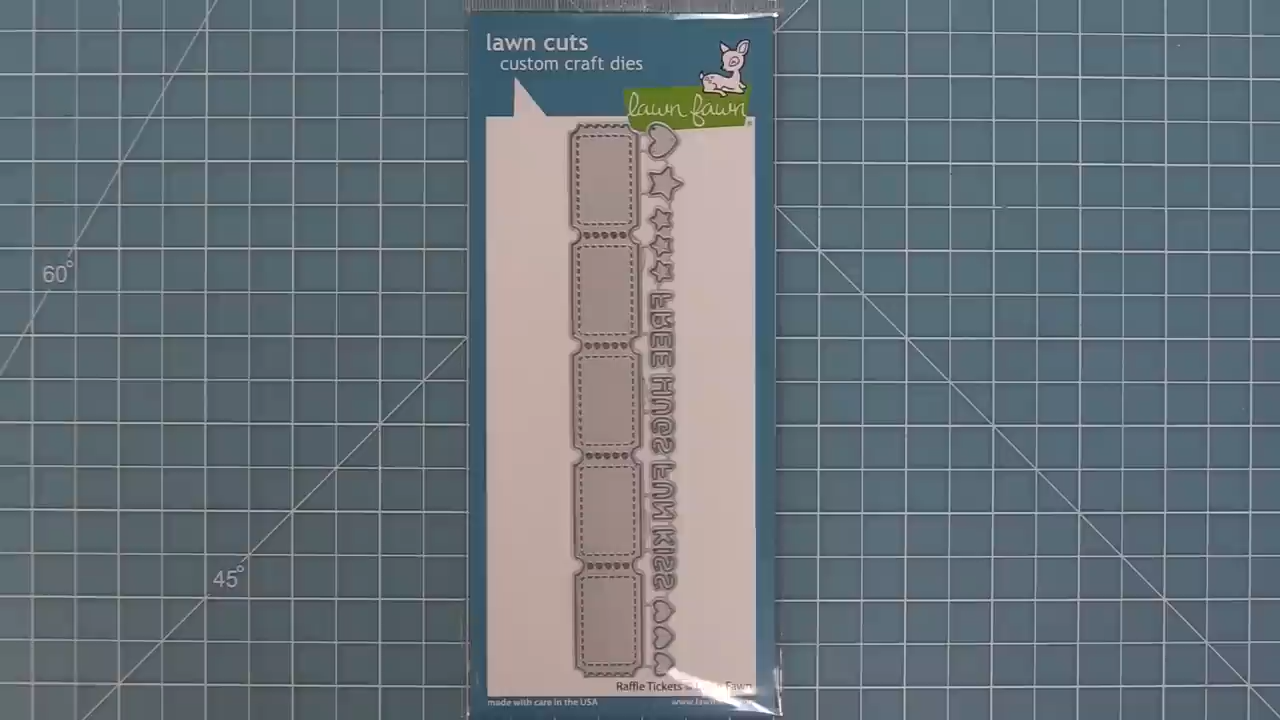 lawn cuts
custom craft dies
lawn fawn
60°
FREE HUGS FUN KISS
45°
Raffle Tickets Fawn
made with care in the USA